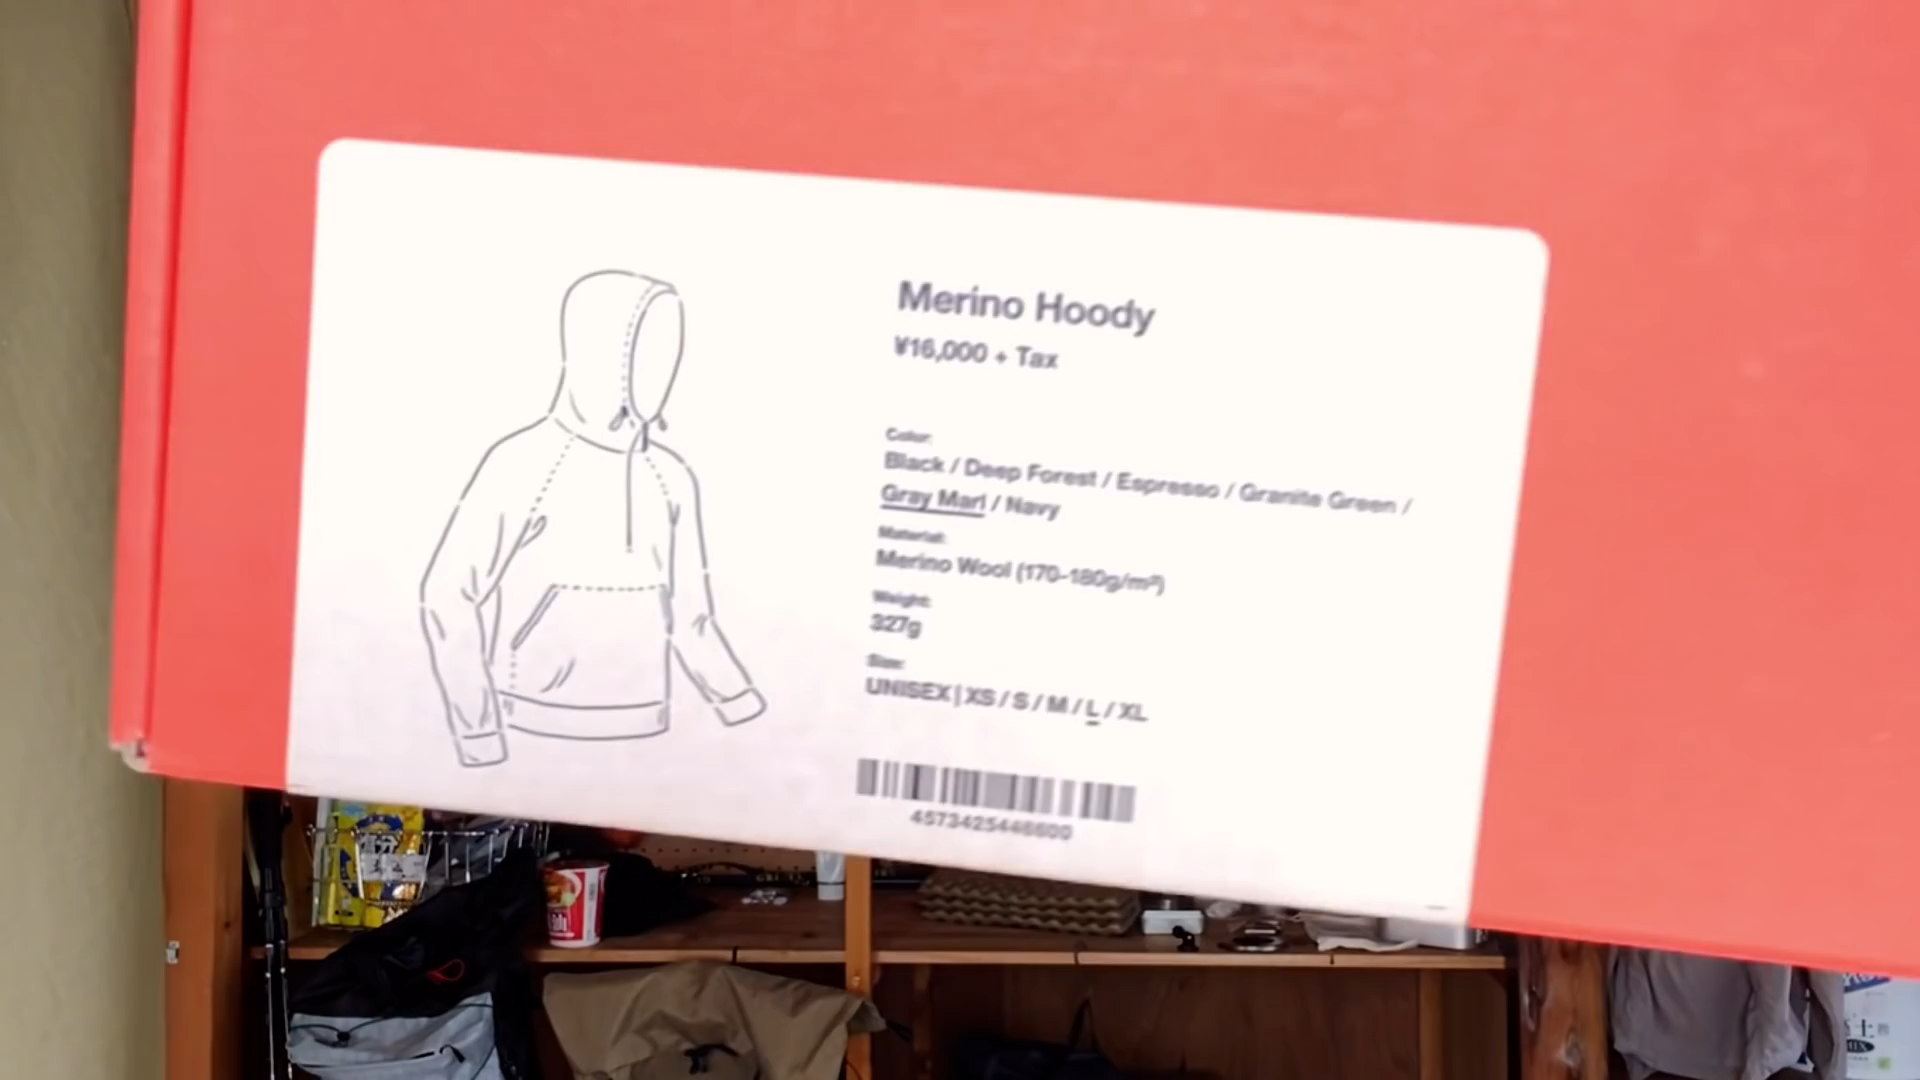 Merino Hoody
¥16,000 + Tax
Color:
Black / Deep Forest / Espresso / Granite Green /
Gray Marl / Navy
Material:
Merino Wool (170-180g/m²)
Weight:
327g
Size:
UNISEX | XS / S / M / L / XL
4573425446600